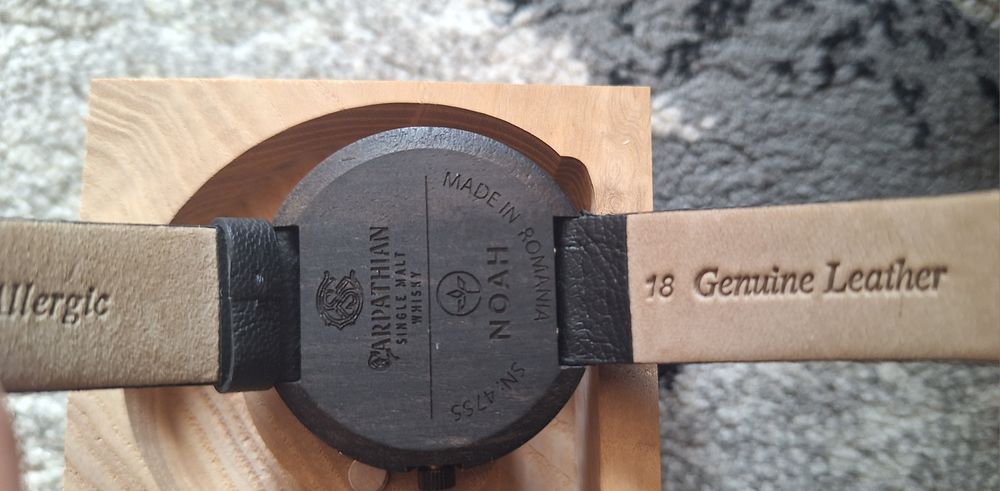 Allergic
CARPATHIAN
SINGLE MALT
WHISKY
MADE IN ROMANIA
NOAH
SN: 4755
18 Genuine Leather